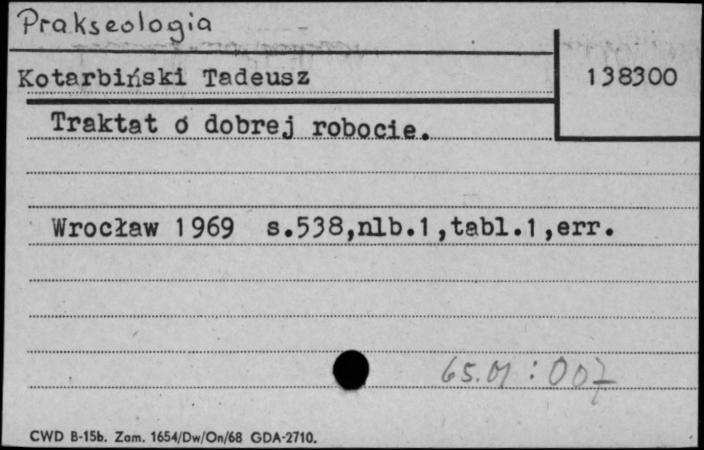 Prakseologia
Kotarbiński Tadeusz
138300
Traktat o dobrej robocie.
Wrocław 1969 s.538,nlb.1,tabl.1,err.
65.01:007
CWD B-15b. Zam. 1654/Dw/On/68 GDA-2710.